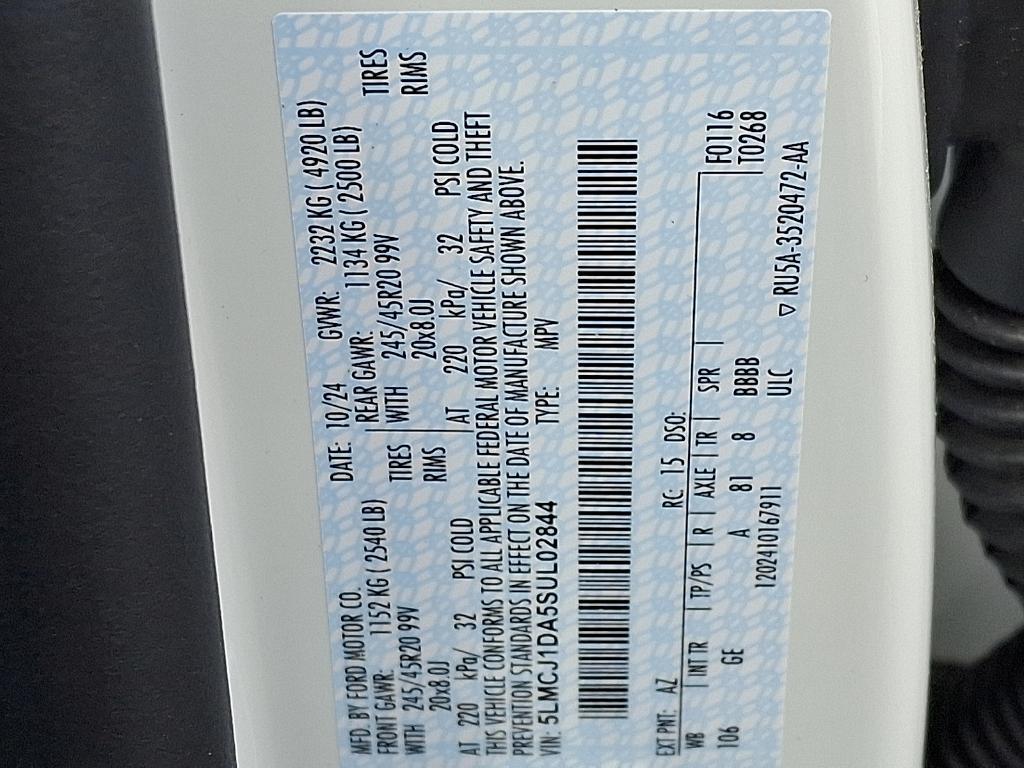 MFD. BY FORD MOTOR CO. DATE: 10/24 GVWR: 2232 KG ( 4920 LB)
FRONT GAWR: 1152 KG ( 2540 LB) REAR GAWR: 1134 KG ( 2500 LB)
WITH 245/45R20 99V TIRES WITH 245/45R20 99V TIRES
20x8.0J RIMS 20x8.0J RIMS
AT 220 kPa/ 32 PSI COLD AT 220 kPa/ 32 PSI COLD
THIS VEHICLE CONFORMS TO ALL APPLICABLE FEDERAL MOTOR VEHICLE SAFETY AND THEFT
PREVENTION STANDARDS IN EFFECT ON THE DATE OF MANUFACTURE SHOWN ABOVE.
VIN: 5LMCJ1DA5SUL02844 TYPE: MPV
EXT PNT: AZ RC: 15 DSO:
WB INT TR TP/PS R AXLE TR SPR F0116
106 GE A 81 8 BBBB T0268
120241016791​1 ULC
▽ RU5A-3520472-AA